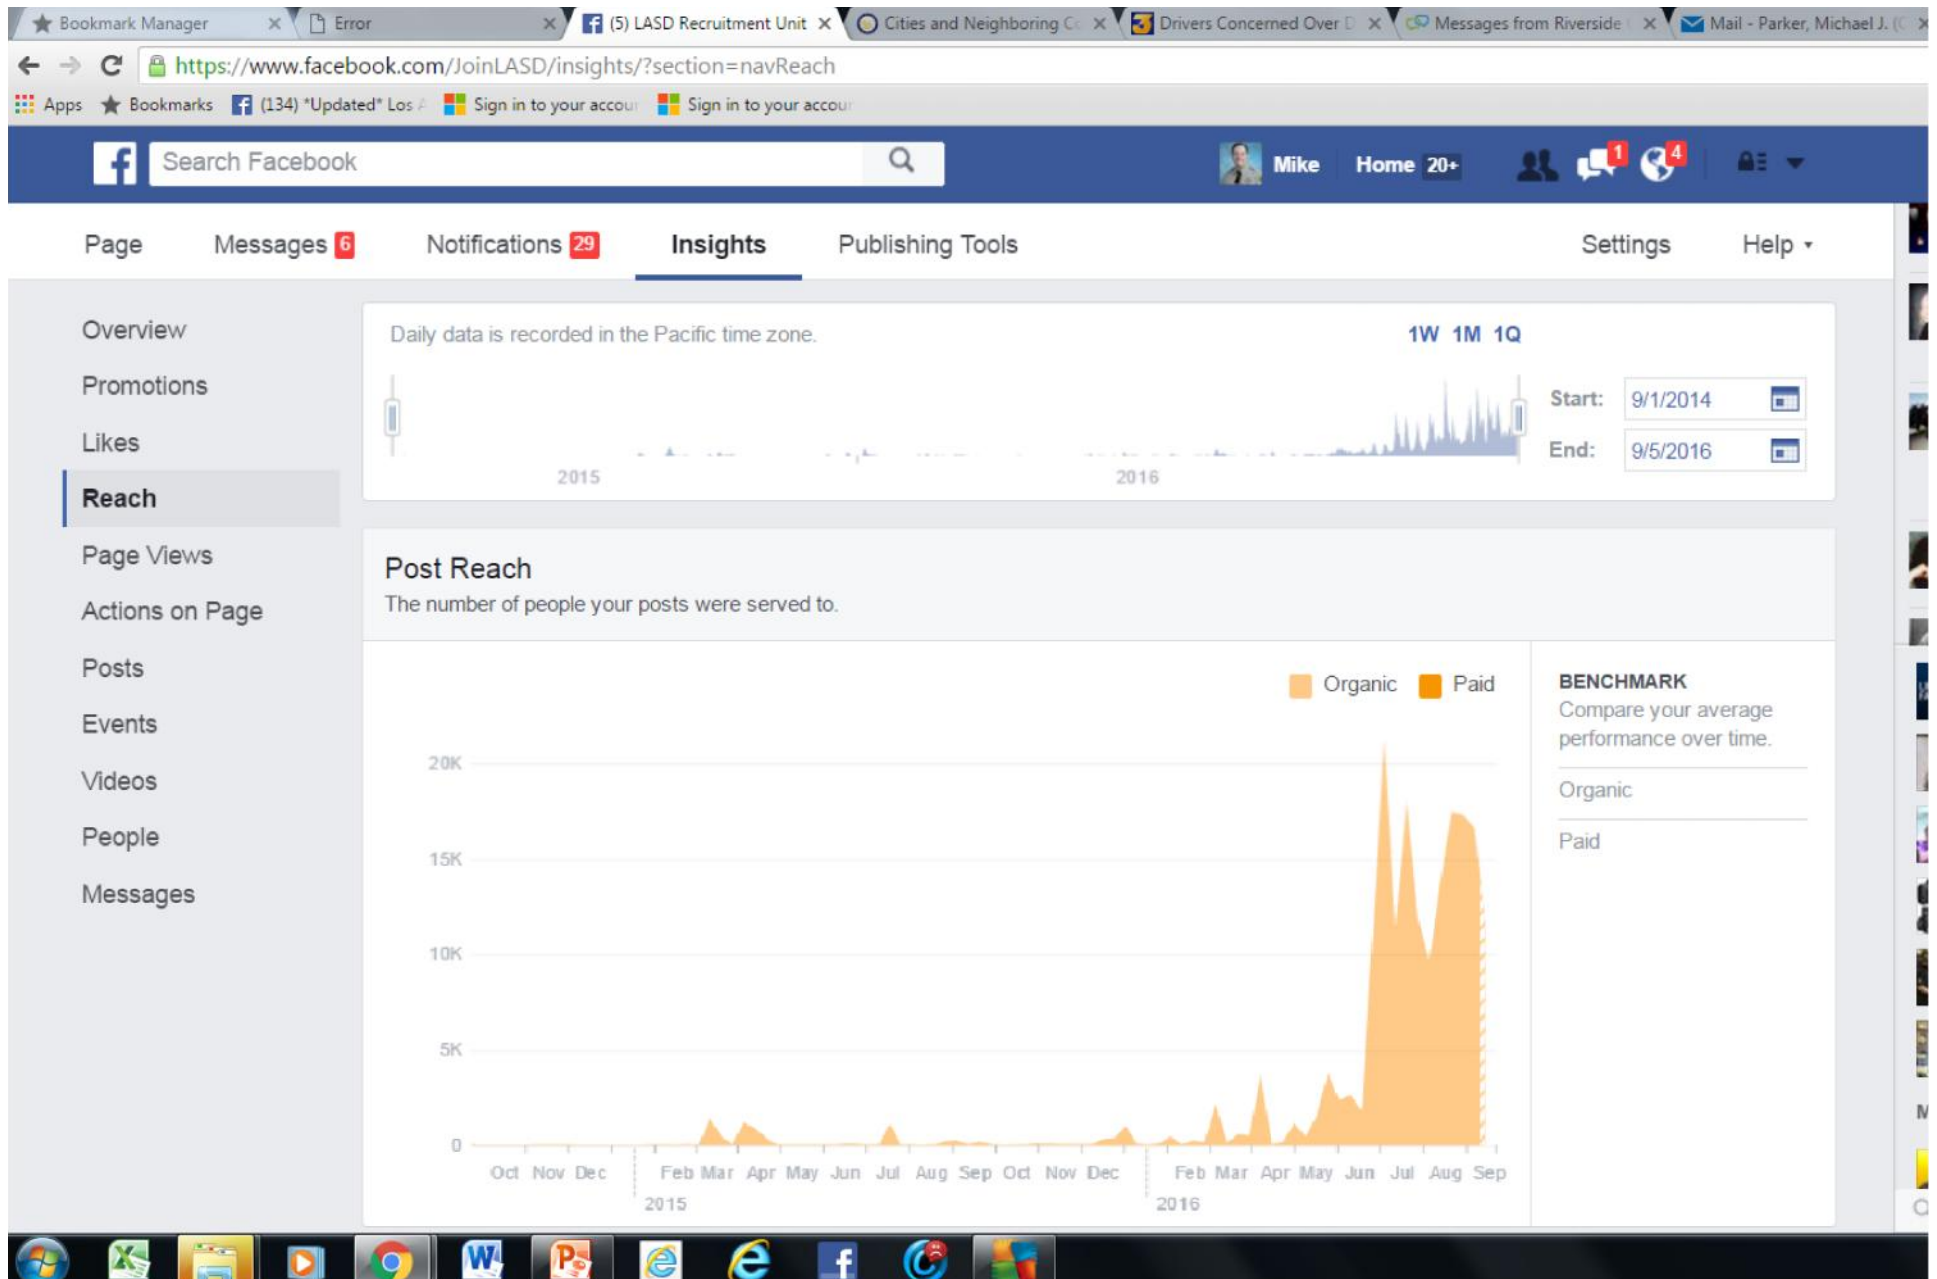 Bookmark Manager
Error
(5) LASD Recruitment Unit
Cities and Neighboring Co
Drivers Concerned Over D
Messages from Riverside
Mail - Parker, Michael J. (
https://www.facebook.com/JoinLASD/insights/?section=navReach
Apps
Bookmarks
(134) *Updated* Los A
Sign in to your accou
Sign in to your accou
Search Facebook
Mike
Home 20+
1
4
Page
Messages 6
Notifications 29
Insights
Publishing Tools
Settings
Help
Overview
Promotions
Likes
Reach
Page Views
Actions on Page
Posts
Events
Videos
People
Messages
Daily data is recorded in the Pacific time zone.
1W 1M 1Q
2015
2016
Start: 9/1/2014
End: 9/5/2016
Post Reach
The number of people your posts were served to.
Organic Paid
20K
15K
10K
5K
0
Oct Nov Dec Feb Mar Apr May Jun Jul Aug Sep Oct Nov Dec Feb Mar Apr May Jun Jul Aug Sep
2015 2016
BENCHMARK
Compare your average
performance over time.
Organic
Paid